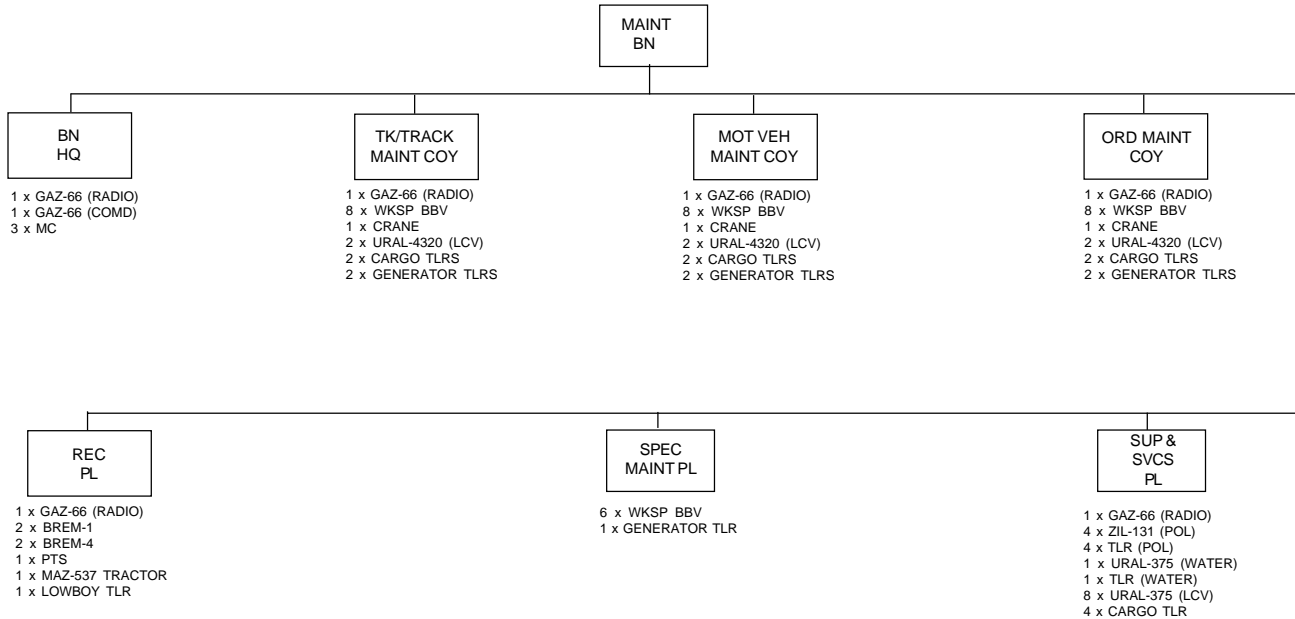 MAINT
BN
BN
HQ
1 x GAZ-66 (RADIO)
1 x GAZ-66 (COMD)
3 x MC
TK/TRACK
MAINT COY
1 x GAZ-66 (RADIO)
8 x WKSP BBV
1 x CRANE
2 x URAL-4320 (LCV)
2 x CARGO TLRS
2 x GENERATOR TLRS
MOT VEH
MAINT COY
1 x GAZ-66 (RADIO)
8 x WKSP BBV
1 x CRANE
2 x URAL-4320 (LCV)
2 x CARGO TLRS
2 x GENERATOR TLRS
ORD MAINT
COY
1 x GAZ-66 (RADIO)
8 x WKSP BBV
1 x CRANE
2 x URAL-4320 (LCV)
2 x CARGO TLRS
2 x GENERATOR TLRS
REC
PL
1 x GAZ-66 (RADIO)
2 x BREM-1
2 x BREM-4
1 x PTS
1 x MAZ-537 TRACTOR
1 x LOWBOY TLR
SPEC
MAINT PL
6 x WKSP BBV
1 x GENERATOR TLR
SUP &
SVCS
PL
1 x GAZ-66 (RADIO)
4 x ZIL-131 (POL)
4 x TLR (POL)
1 x URAL-375 (WATER)
1 x TLR (WATER)
8 x URAL-375 (LCV)
4 x CARGO TLR